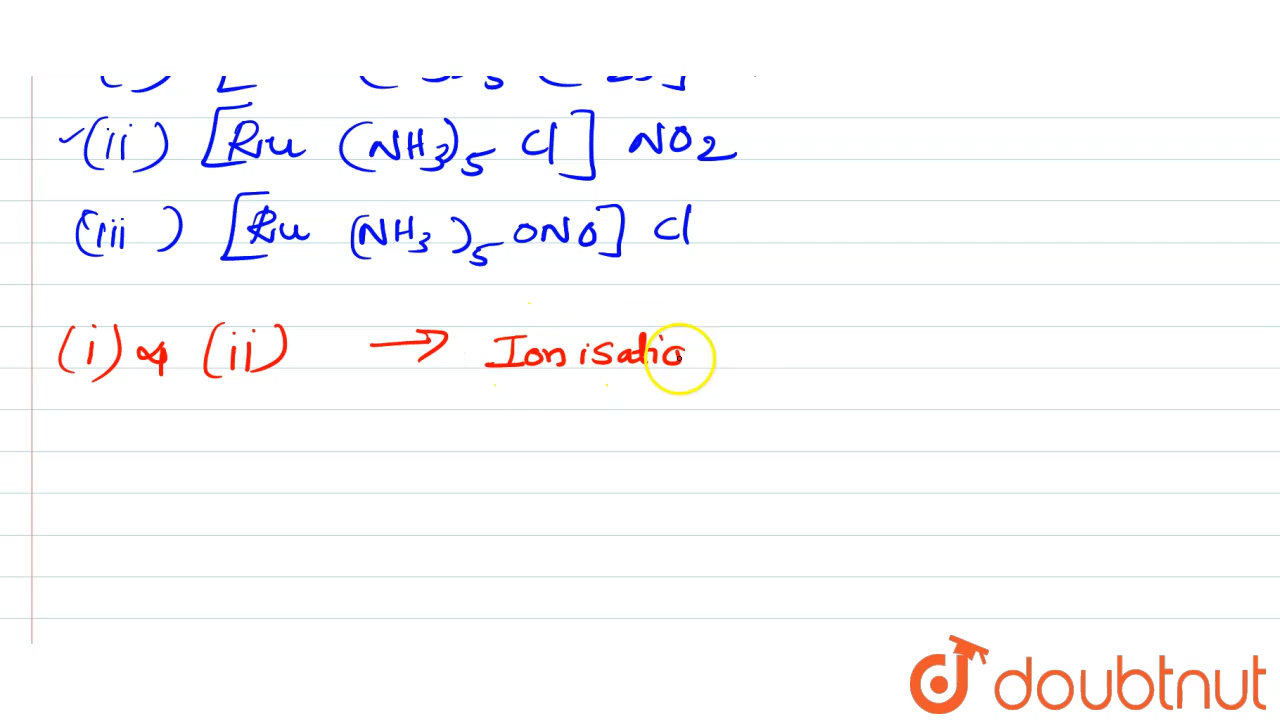 (ii) [Ru (NH3)5 Cl] NO2
(iii) [Ru (NH3)5 ONO] Cl
(i) & (ii) → Ionisatio
doubtnut